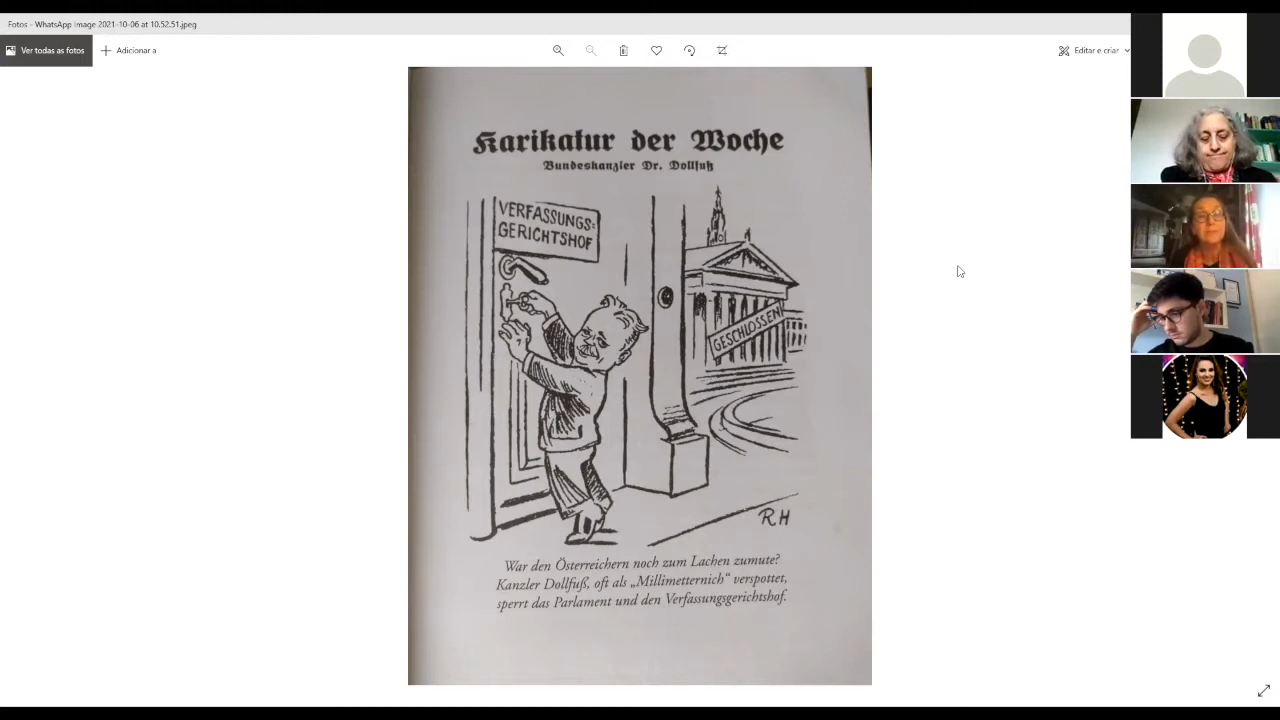 Fotos - WhatsApp Image 2021-10-06 at 10.52.51.jpeg
Ver todas as fotos
Adicionar a
Editar e criar
Karikatur der Woche
Bundeskanzler Dr. Dollfuß
VERFASSUNGS=
GERICHTSHOF
GESCHLOSSEN
RH
War den Österreichern noch zum Lachen zumute?
Kanzler Dollfuß, oft als „Millimetternich“ verspottet,
sperrt das Parlament und den Verfassungsgerichtshof.